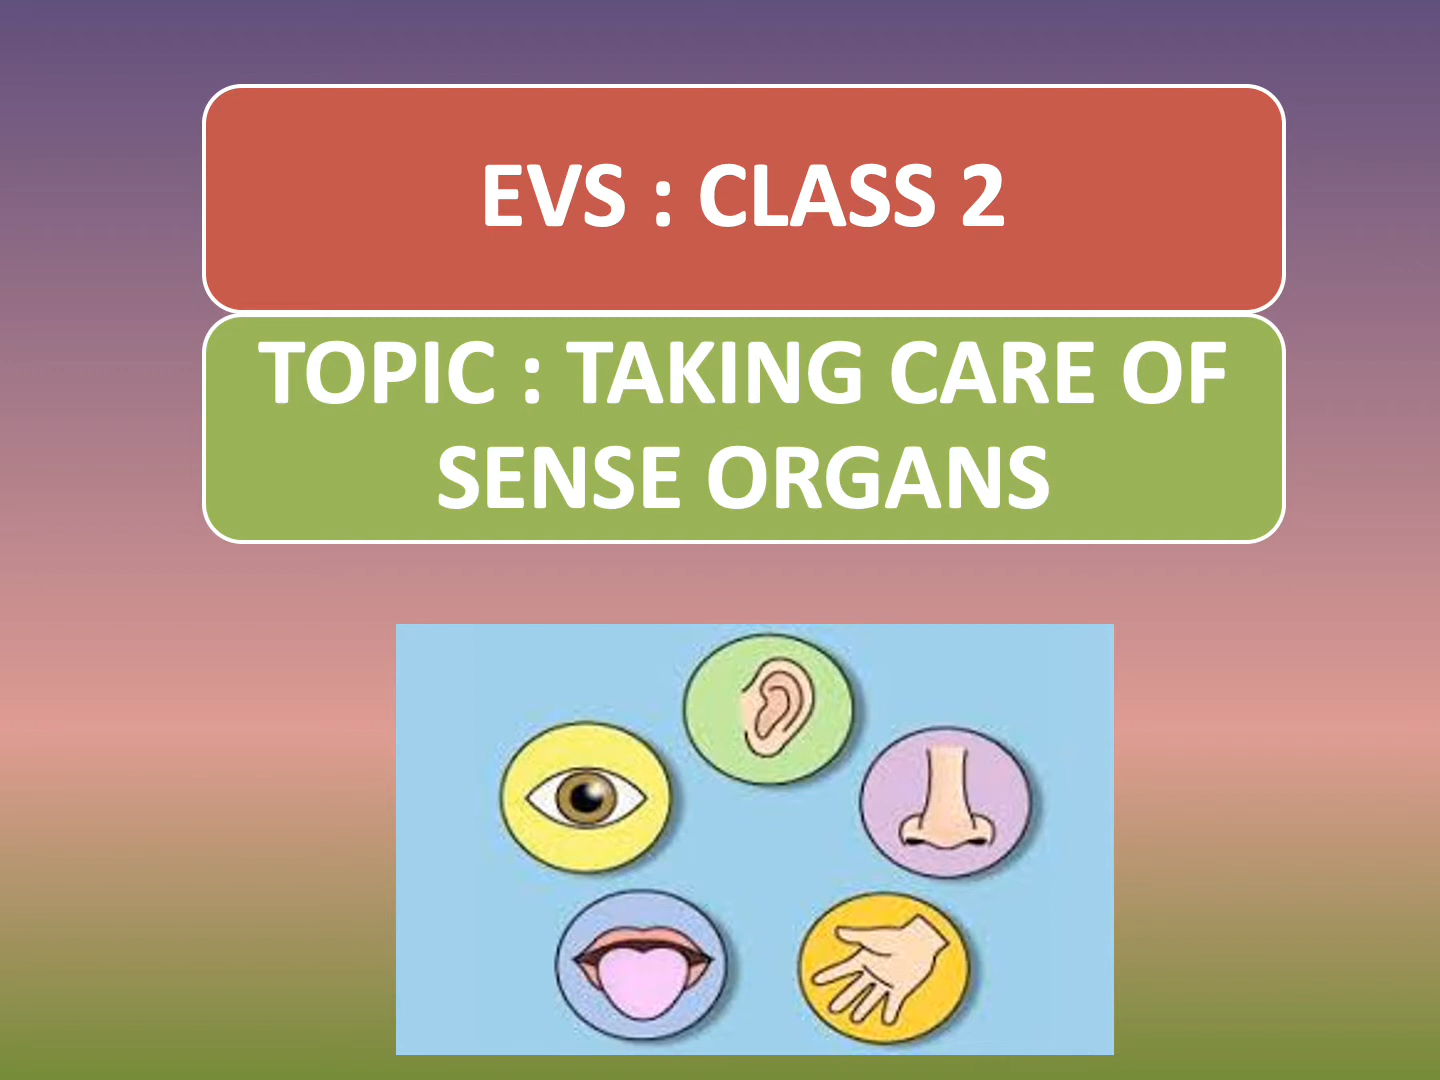 EVS : CLASS 2
TOPIC : TAKING CARE OF
SENSE ORGANS